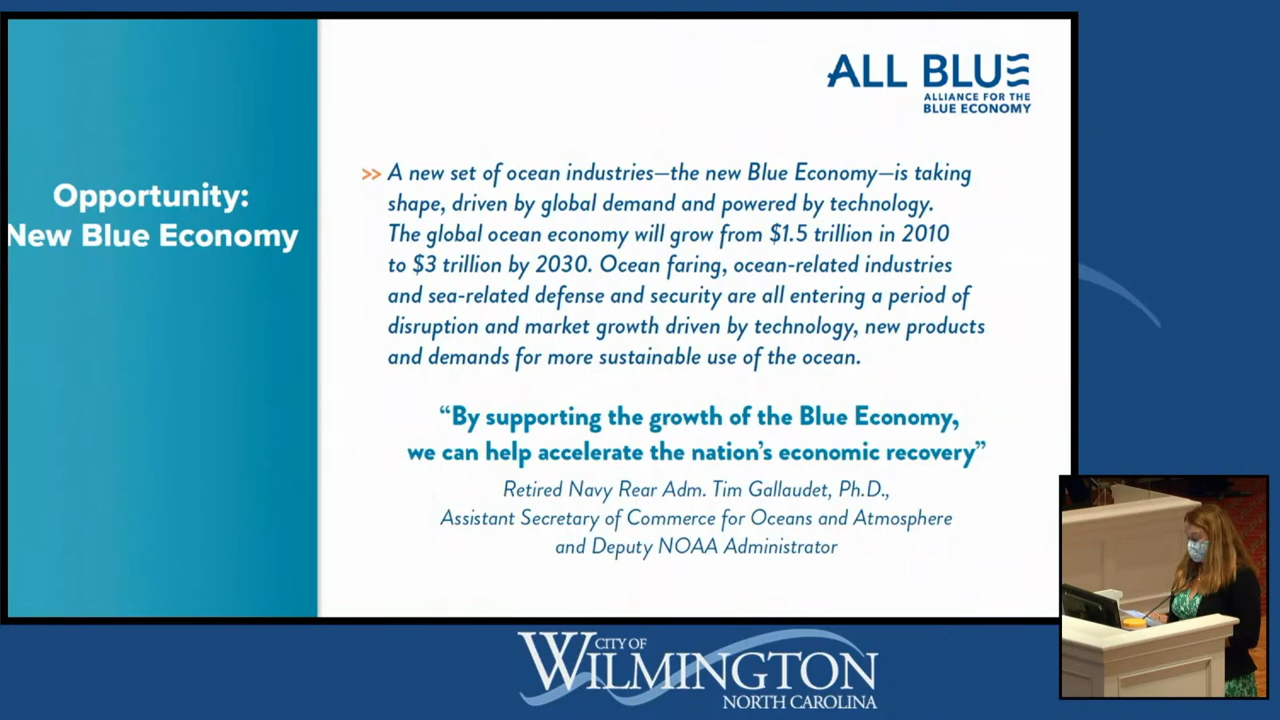 ALL BLUE
ALLIANCE FOR THE
BLUE ECONOMY
Opportunity:
New Blue Economy
>> A new set of ocean industries—the new Blue Economy—is taking
shape, driven by global demand and powered by technology.
The global ocean economy will grow from $1.5 trillion in 2010
to $3 trillion by 2030. Ocean faring, ocean-related industries
and sea-related defense and security are all entering a period of
disruption and market growth driven by technology, new products
and demands for more sustainable use of the ocean.
“By supporting the growth of the Blue Economy,
we can help accelerate the nation’s economic recovery”
Retired Navy Rear Adm. Tim Gallaudet, Ph.D.,
Assistant Secretary of Commerce for Oceans and Atmosphere
and Deputy NOAA Administrator
CITY OF
WILMINGTON
NORTH CAROLINA